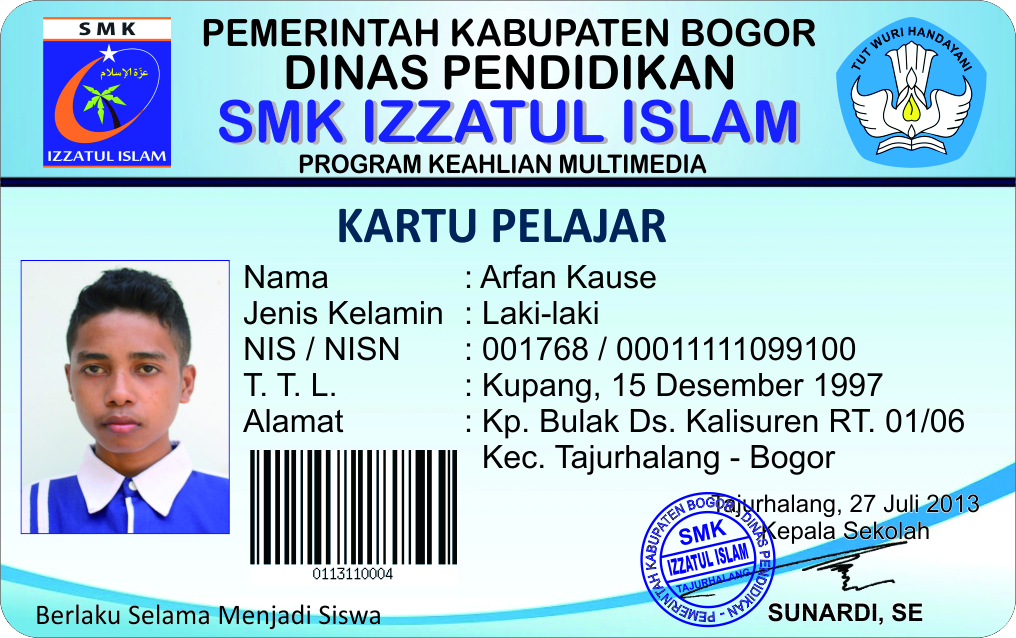 SMK
عزّة الإسلام
IZZATUL ISLAM
PEMERINTAH KABUPATEN BOGOR
DINAS PENDIDIKAN
SMK IZZATUL ISLAM
PROGRAM KEAHLIAN MULTIMEDIA
TUT WURI HANDAYANI
KARTU PELAJAR
Nama : Arfan Kause
Jenis Kelamin : Laki-laki
NIS / NISN : 001768 / 00011111099100
T. T. L. : Kupang, 15 Desember 1997
Alamat : Kp. Bulak Ds. Kalisuren RT. 01/06
Kec. Tajurhalang - Bogor
0113110004
Tajurhalang, 27 Juli 2013
Kepala Sekolah
PEMERINTAH KABUPATEN BOGOR - DINAS PENDIDIKAN -
SMK
IZZATUL ISLAM
TAJURHALANG
SUNARDI, SE
Berlaku Selama Menjadi Siswa